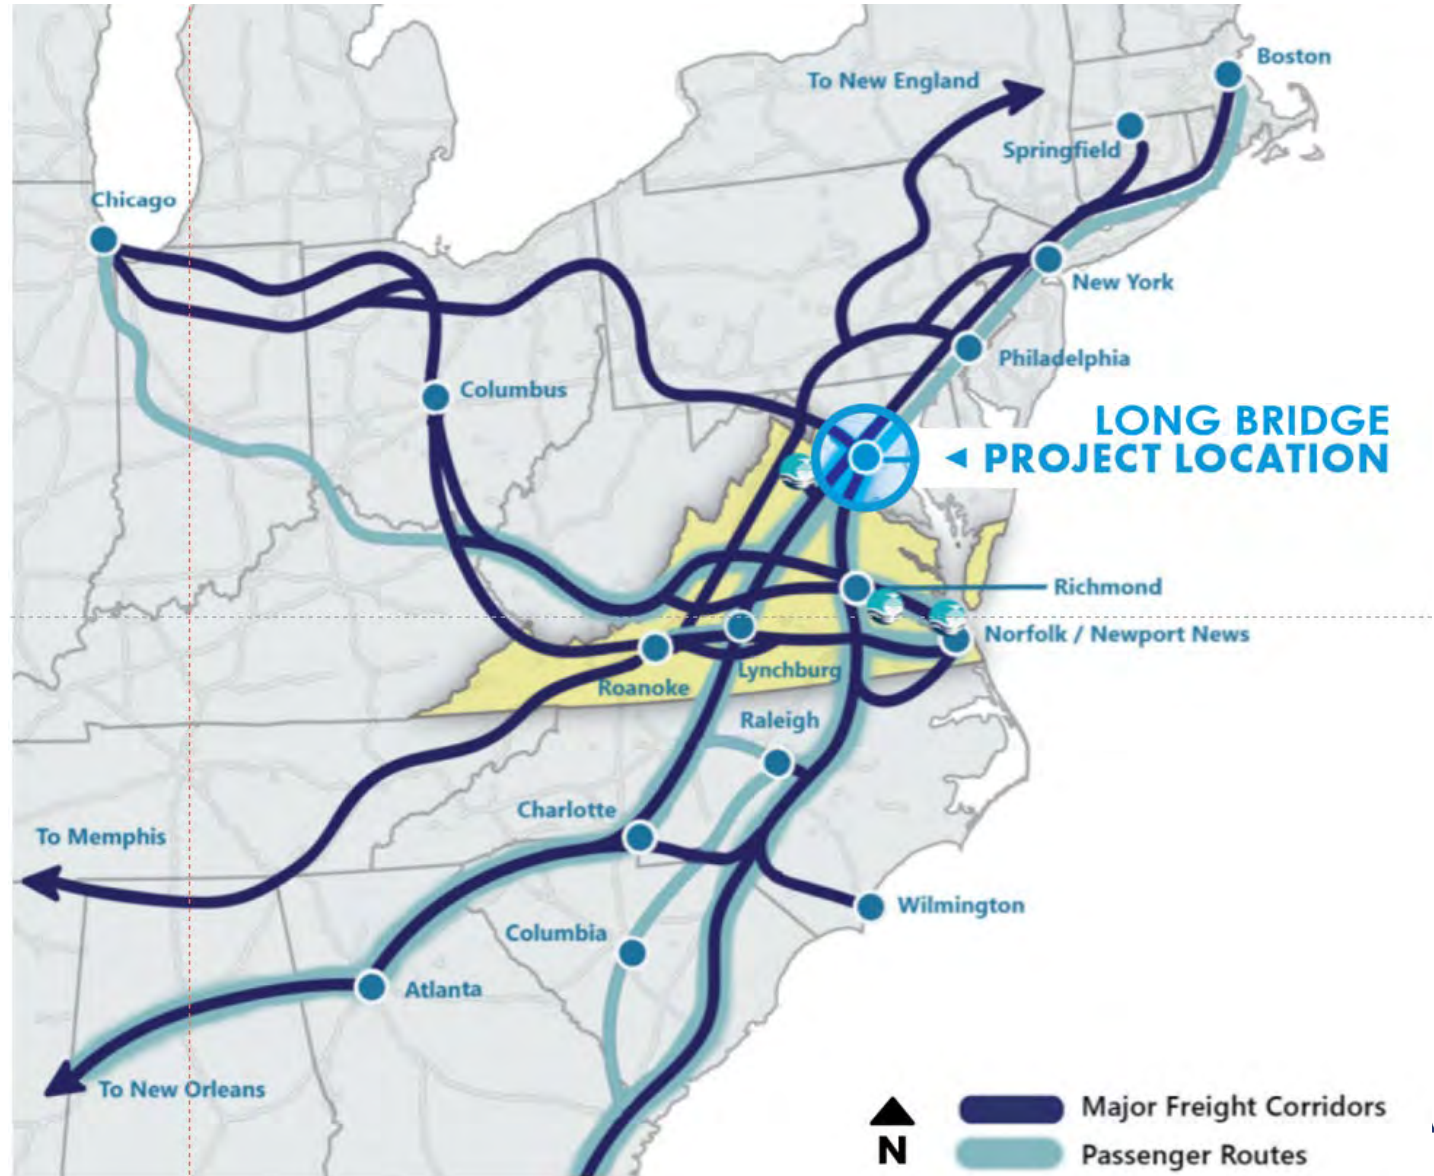 Boston
To New England
Springfield
Chicago
New York
Philadelphia
Columbus
LONG BRIDGE
PROJECT LOCATION
Richmond
Norfolk / Newport News
Lynchburg
Roanoke
Raleigh
Charlotte
To Memphis
Wilmington
Columbia
Atlanta
To New Orleans
Major Freight Corridors
N
Passenger Routes